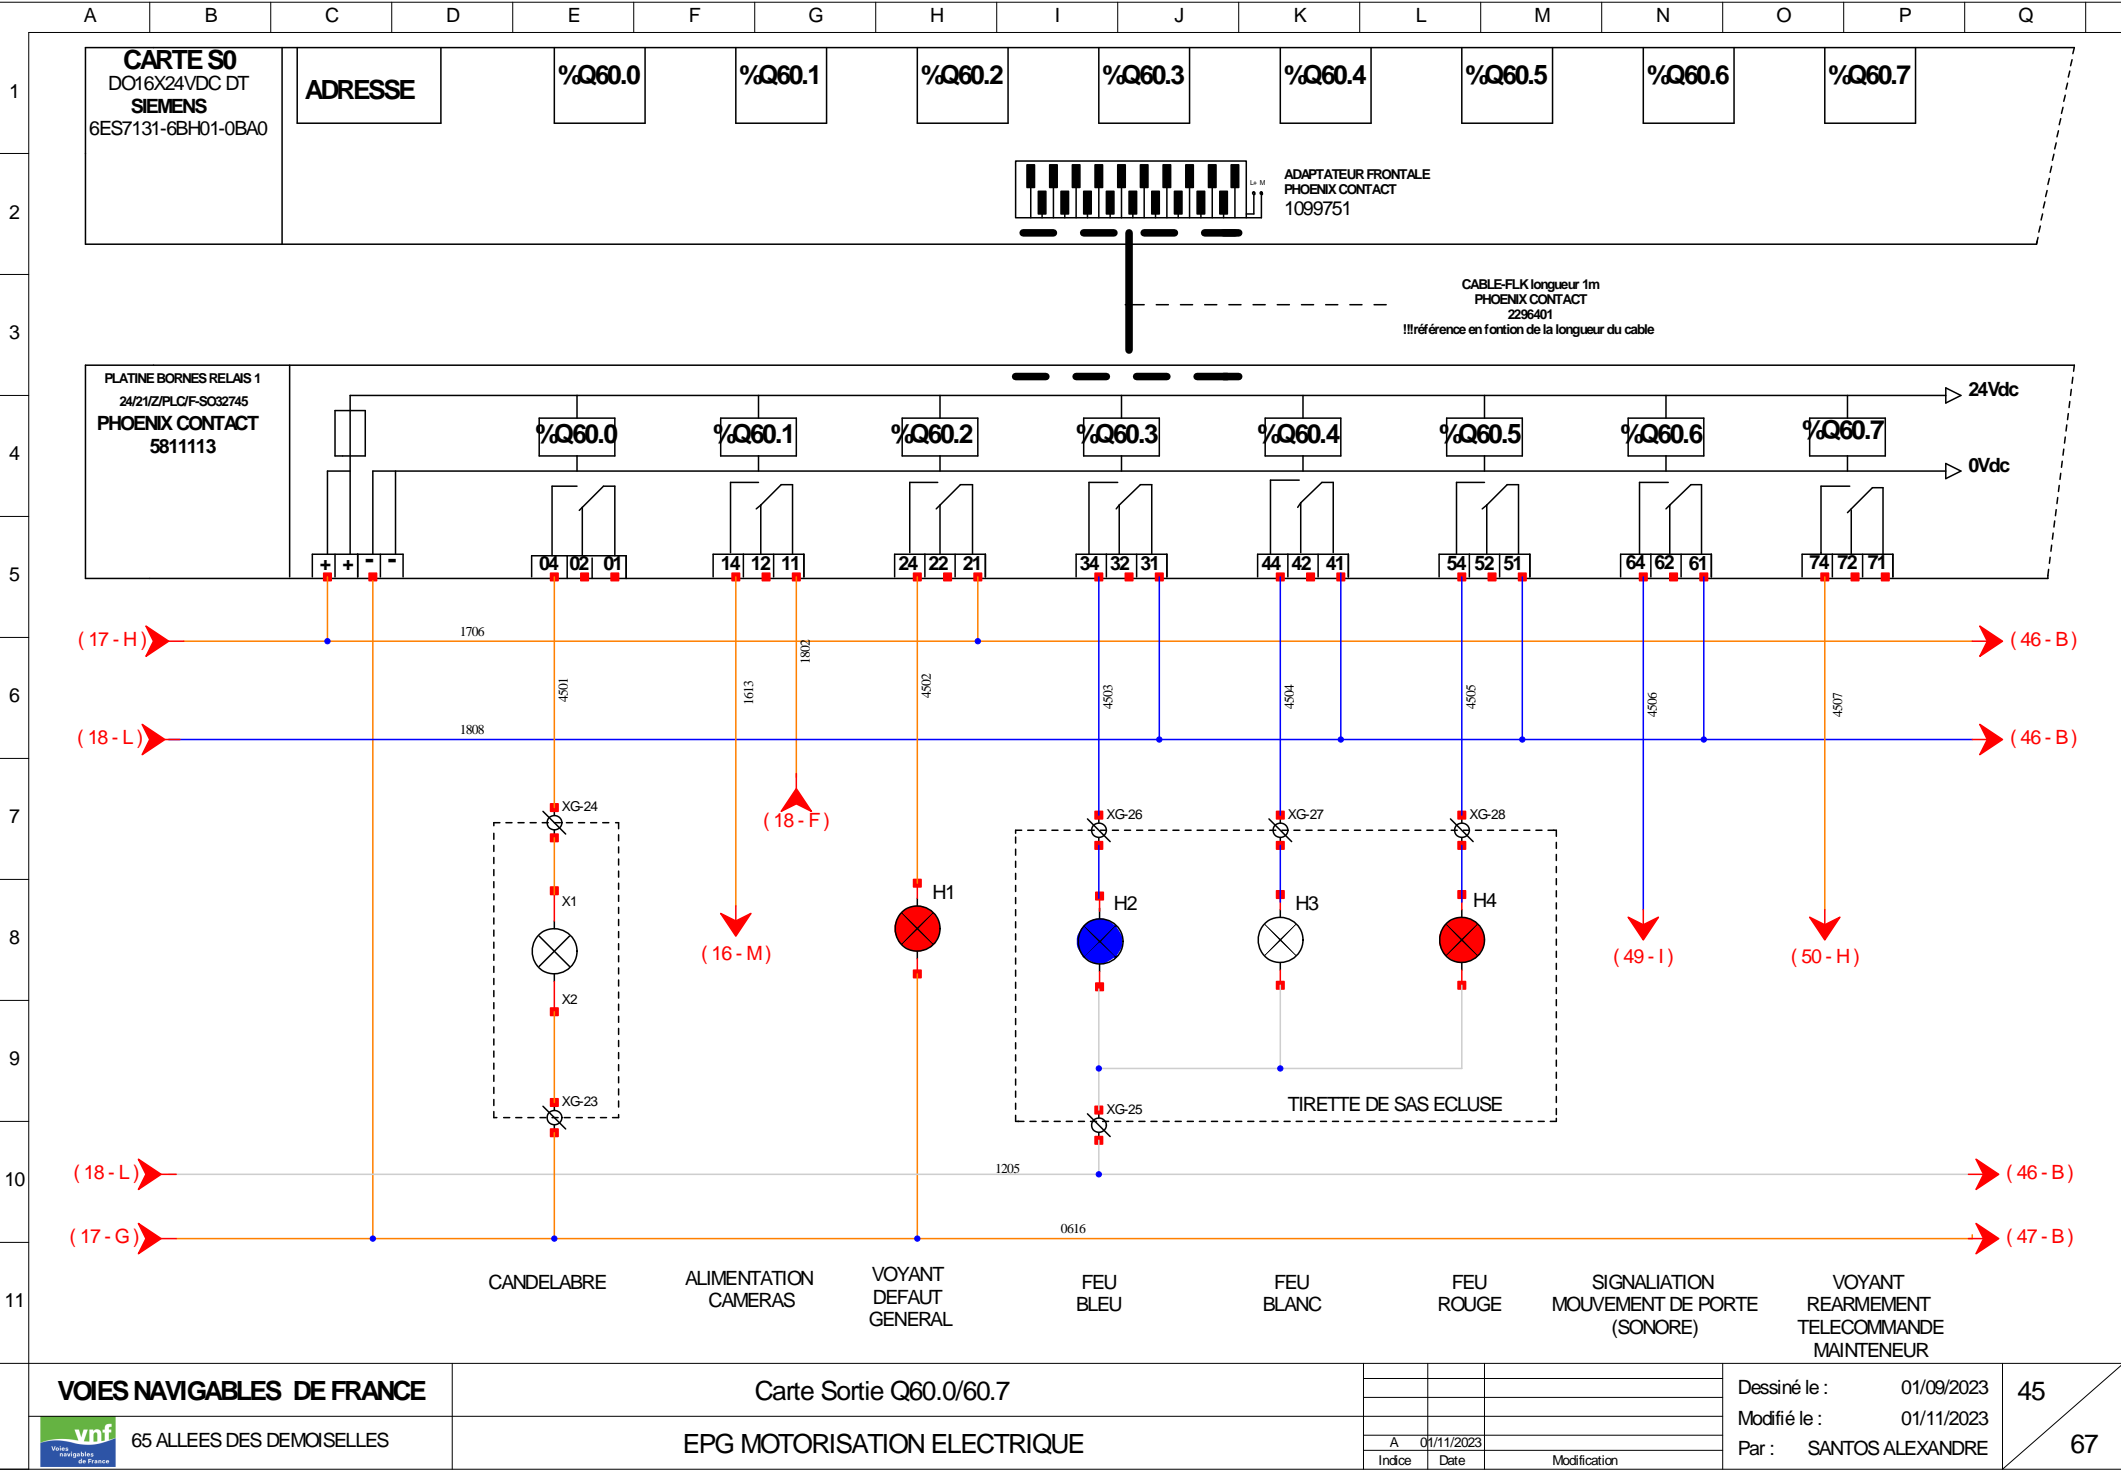 A B C D E F G H I J K L M N O P Q
1
2
3
4
5
6
7
8
9
10
11
CARTE S0
DO16X24VDC DT
SIEMENS
6ES7131-6BH01-0BA0
ADRESSE
%Q60.0 %Q60.1 %Q60.2 %Q60.3 %Q60.4 %Q60.5 %Q60.6 %Q60.7
L+ M
ADAPTATEUR FRONTALE
PHOENIX CONTACT
1099751
CABLE-FLK longueur 1m
PHOENIX CONTACT
2296401
!!!référence en fontion de la longueur du cable
PLATINE BORNES RELAIS 1
24/21/Z/PLC/F-SO32745
PHOENIX CONTACT
5811113
24Vdc
%Q60.0 %Q60.1 %Q60.2 %Q60.3 %Q60.4 %Q60.5 %Q60.6 %Q60.7
0Vdc
+ + - -
04 02 01
14 12 11
24 22 21
34 32 31
44 42 41
54 52 51
64 62 61
74 72 71
(17-H) 1706 (46-B)
1802
4501 1613 4502 4503 4504 4505 4506 4507
(18-L) 1808 (46-B)
XG-24 XG-26 XG-27 XG-28
(18-F)
X1 H1 H2 H3 H4
(16-M) (49-I) (50-H)
X2
XG-23 XG-25
TIRETTE DE SAS ECLUSE
(18-L) 1205 (46-B)
(17-G) 0616 (47-B)
CANDELABRE
ALIMENTATION
CAMERAS
VOYANT
DEFAUT
GENERAL
FEU
BLEU
FEU
BLANC
FEU
ROUGE
SIGNALIATION
MOUVEMENT DE PORTE
(SONORE)
VOYANT
REARMEMENT
TELECOMMANDE
MAINTENEUR
VOIES NAVIGABLES DE FRANCE
vnf
Voies
navigables
de France
65 ALLEES DES DEMOISELLES
Carte Sortie Q60.0/60.7
EPG MOTORISATION ELECTRIQUE
A 01/11/2023
Indice Date Modification
Dessiné le : 01/09/2023
Modifié le : 01/11/2023
Par : SANTOS ALEXANDRE
45
67